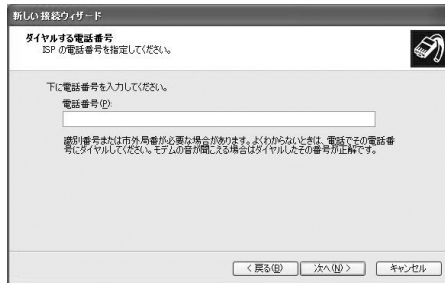 新しい接続ウィザード
ダイヤルする電話番号
ISP の電話番号を指定してください。
下に電話番号を入力してください。
電話番号(P):
識別番号または市外局番が必要な場合があります。よくわからないときは、電話でその電話番
号にダイヤルしてください。モデムの音が聞こえる場合はダイヤルしたその番号が正解です。
< 戻る(B)
次へ(N) >
キャンセル